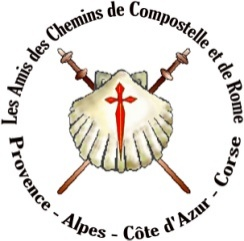 Les Amis des Chemins de Compostelle et de Rome
Provence - Alpes - Côte d'Azur - Corse